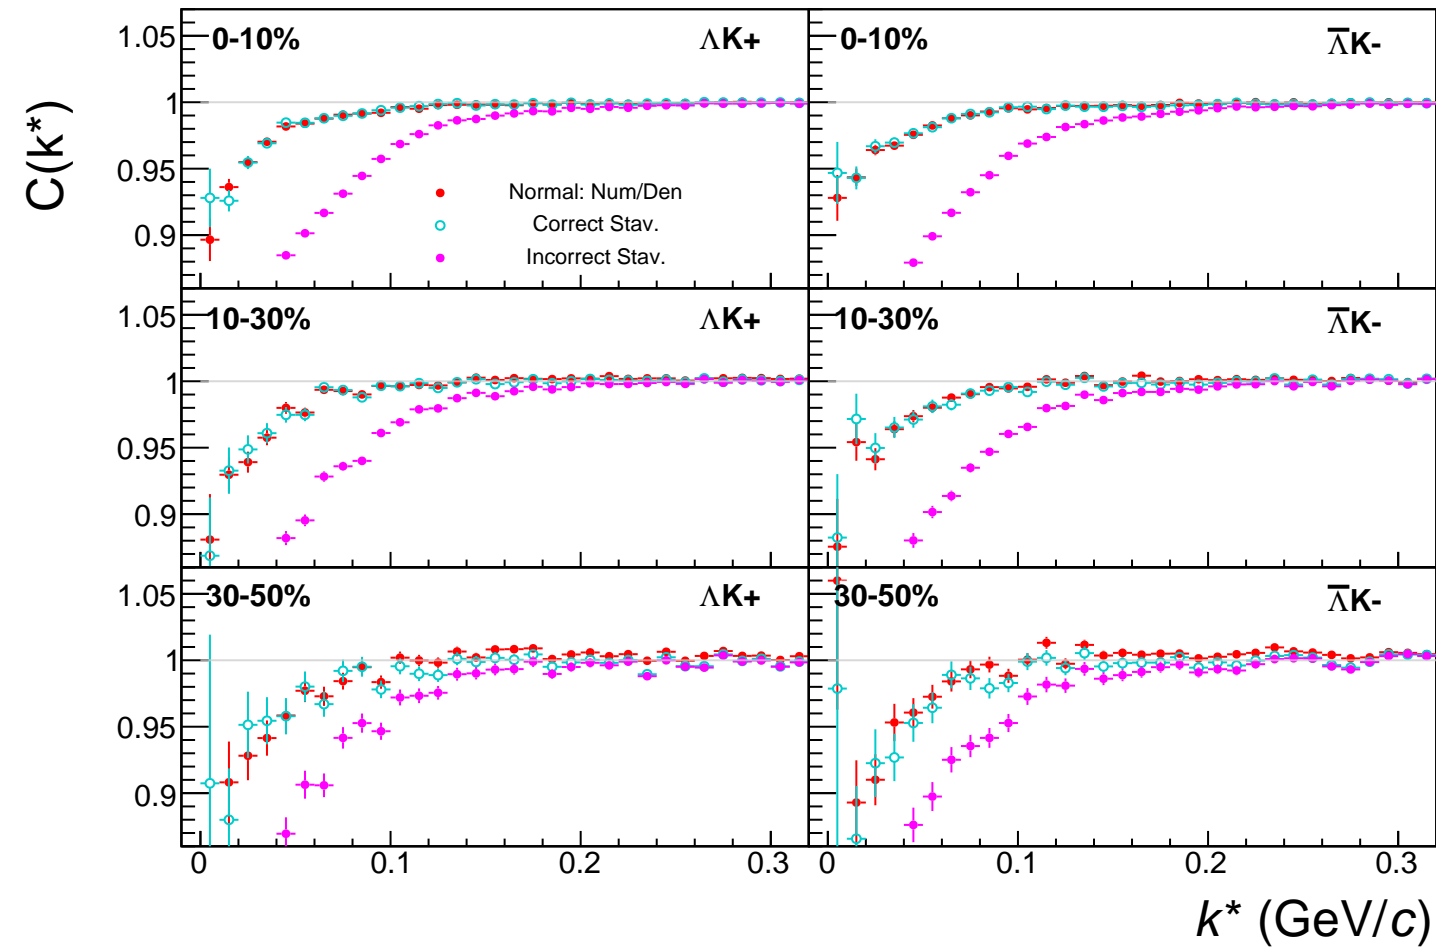 C(k*)
1.05
1
0.95
0.9
0-10%
ΛK+
Normal: Num/Den
Correct Stav.
Incorrect Stav.
0-10%
Λ̅K-
1.05
1
0.95
0.9
10-30%
ΛK+
10-30%
Λ̅K-
1.05
1
0.95
0.9
30-50%
ΛK+
30-50%
Λ̅K-
0 0.1 0.2 0.3
0 0.1 0.2 0.3
k* (GeV/c)